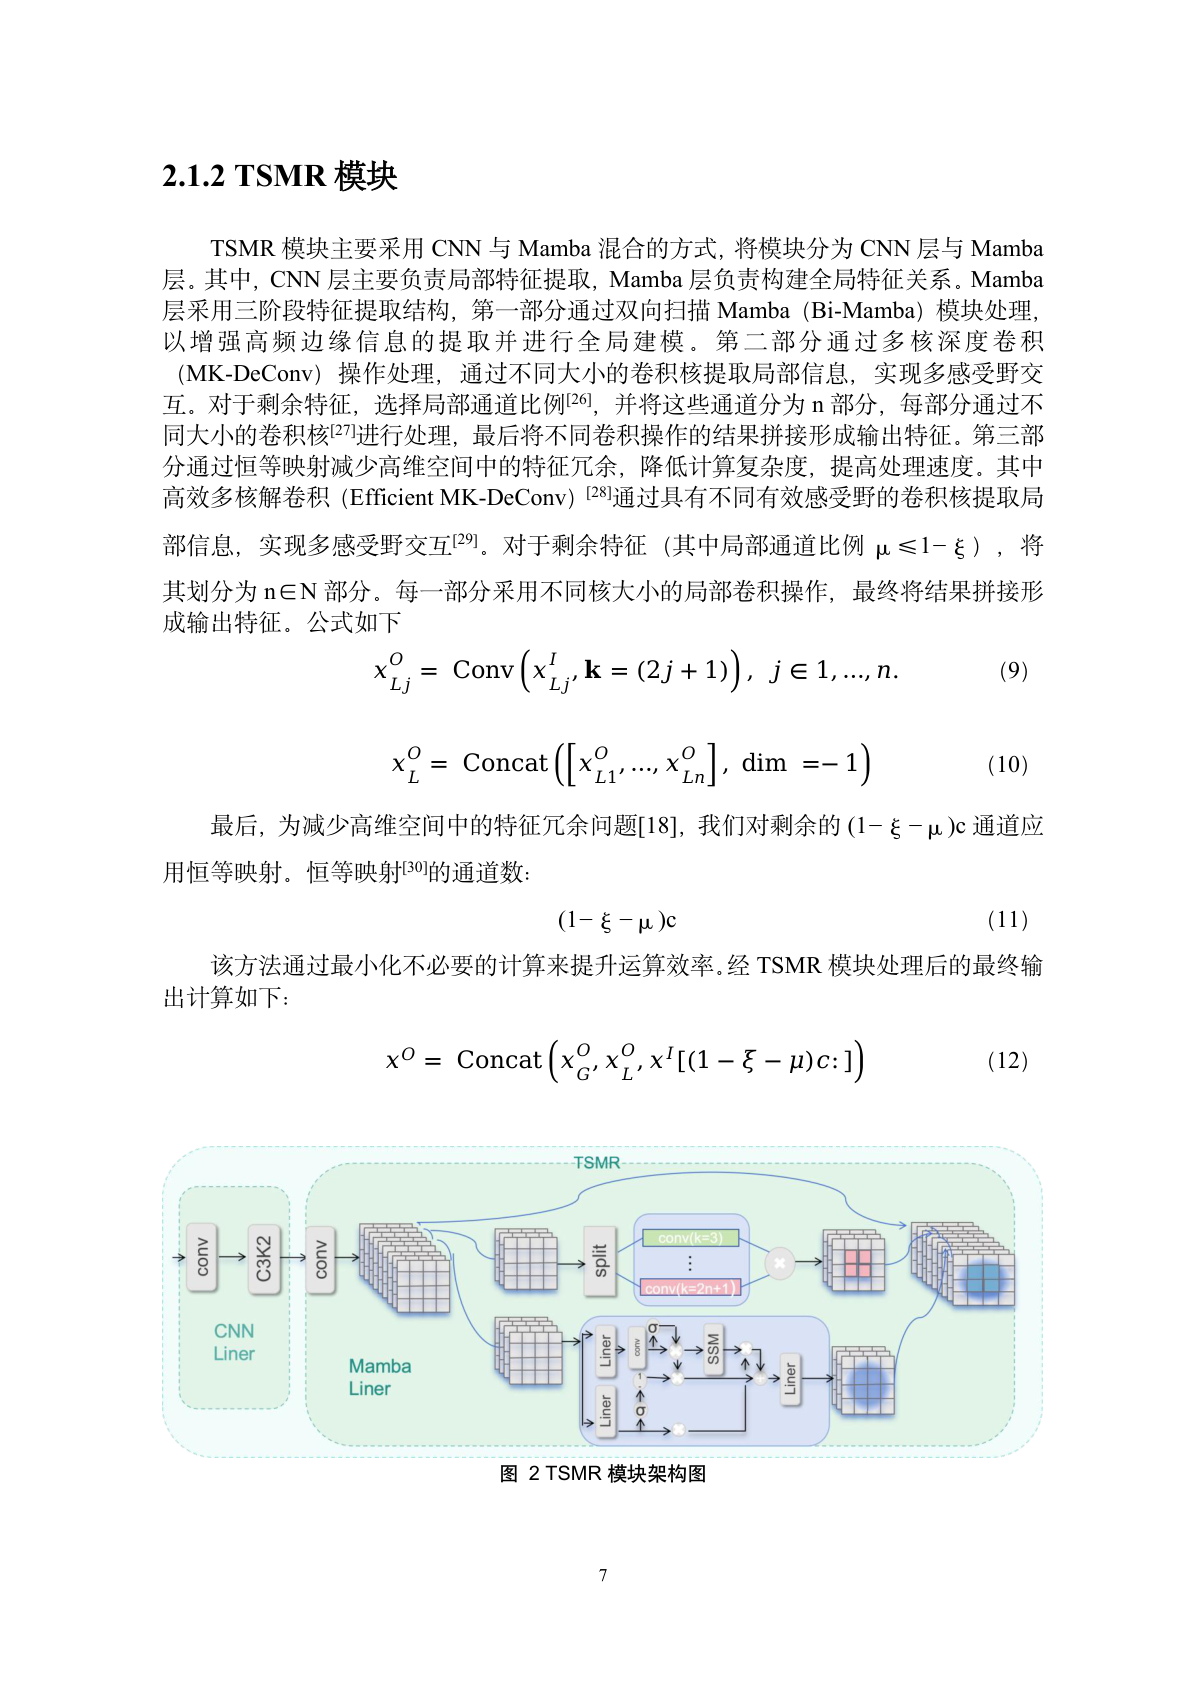 2.1.2 TSMR 模块
TSMR 模块主要采用 CNN 与 Mamba 混合的方式, 将模块分为 CNN 层与 Mamba
层。其中, CNN 层主要负责局部特征提取, Mamba 层负责构建全局特征关系。Mamba
层采用三阶段特征提取结构, 第一部分通过双向扫描 Mamba (Bi-Mamba) 模块处理,
以增强高频边缘信息的提取并进行全局建模。第二部分通过多核深度卷积
(MK-DeConv) 操作处理, 通过不同大小的卷积核提取局部信息, 实现多感受野交
互。对于剩余特征, 选择局部通道比例[26], 并将这些通道分为 n 部分, 每部分通过不
同大小的卷积核[27]进行处理, 最后将不同卷积操作的结果拼接形成输出特征。第三部
分通过恒等映射减少高维空间中的特征冗余, 降低计算复杂度, 提高处理速度。其中
高效多核解卷积 (Efficient MK-DeConv) [28]通过具有不同有效感受野的卷积核提取局
部信息, 实现多感受野交互[29]。对于剩余特征 (其中局部通道比例 μ≤1−ξ) , 将
其划分为 n∈N 部分。每一部分采用不同核大小的局部卷积操作, 最终将结果拼接形
成输出特征。公式如下
x_{Lj}^{O} = Conv(x_{Lj}^{I}, k = (2j + 1)), j ∈ 1, ..., n. (9)
x_{L}^{O} = Concat([x_{L1}^{O}, ..., x_{Ln}^{O}], dim =− 1) (10)
最后, 为减少高维空间中的特征冗余问题[18], 我们对剩余的 (1−ξ−μ)c 通道应
用恒等映射。恒等映射[30]的通道数:
(1−ξ−μ)c (11)
该方法通过最小化不必要的计算来提升运算效率。经 TSMR 模块处理后的最终输
出计算如下:
x^{O} = Concat(x_{G}^{O}, x_{L}^{O}, x^{I}[(1 − ξ − μ)c: ]) (12)
TSMR
conv
C3K2
conv
split
conv(k=3)
⋮
conv(k=2n+1)
CNN
Liner
Mamba
Liner
Liner
conv
σ
SSM
Liner
Liner
σ
图 2 TSMR 模块架构图
7